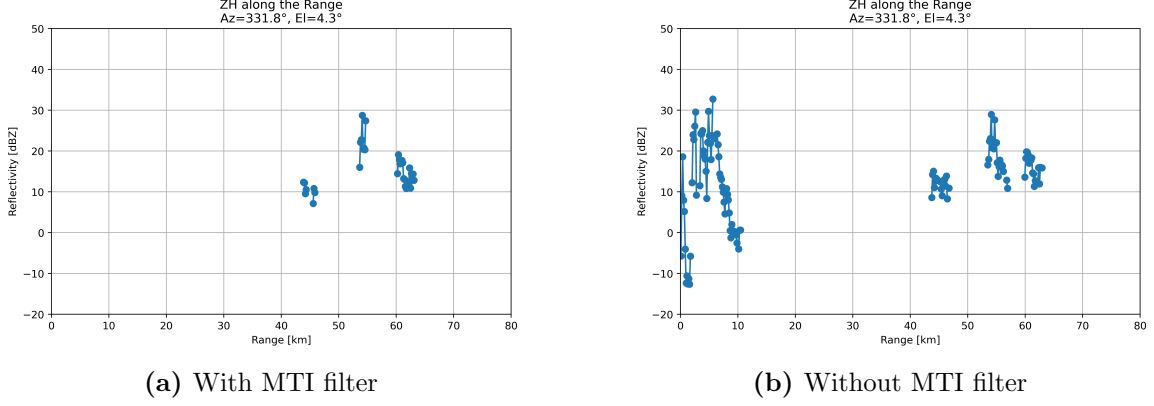 ZH along the Range
Az=331.8°, El=4.3°
50
40
30
20
10
0
−10
−20
Reflectivity [dBZ]
0 10 20 30 40 50 60 70 80
Range [km]
(a) With MTI filter
ZH along the Range
Az=331.8°, El=4.3°
50
40
30
20
10
0
−10
−20
Reflectivity [dBZ]
0 10 20 30 40 50 60 70 80
Range [km]
(b) Without MTI filter